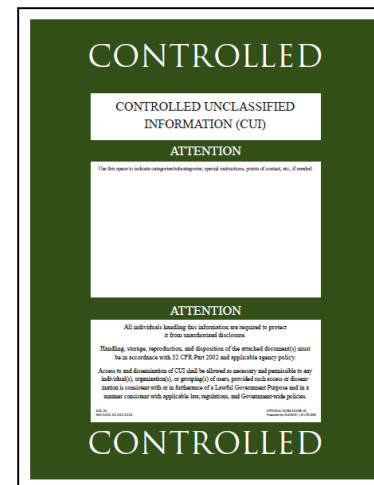 CONTROLLED
CONTROLLED UNCLASSIFIED
INFORMATION (CUI)
ATTENTION
Use this space to indicate categories/subcategories, special instructions, points of contact, etc., if needed.
ATTENTION
All individuals handling this information are required to protect
it from unauthorized disclosure.
Handling, storage, reproduction, and disposition of the attached document(s) must
be in accordance with 32 CFR Part 2002 and applicable agency policy.
Access to and dissemination of CUI shall be allowed as necessary and permissible to any
individual(s), organization(s), or grouping(s) of users, provided such access or dissem-
ination is consistent with or in furtherance of a Lawful Government Purpose and in a
manner consistent with applicable law, regulations, and Government-wide policies.
CONTROLLED